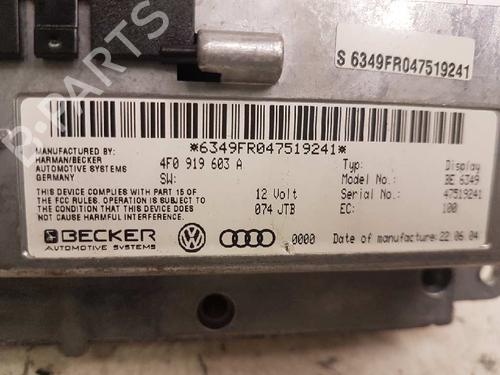 S 6349FR047519241
*6349FR047519241*
MANUFACTURED BY:
HARMAN/BECKER
AUTOMOTIVE SYSTEMS
GERMANY
4F0 919 603 A
SW:
Typ: Display
Model No.: BE 6349
Serial No.: 47519241
EC: 100
THIS DEVICE COMPLIES WITH PART 15 OF
THE FCC RULES. OPERATION IS SUBJECT TO
THE CONDITION THAT THIS DEVICE DOES
NOT CAUSE HARMFUL INTERFERENCE
12 Volt
074 JTB
BECKER
AUTOMOTIVE SYSTEMS
0000
Date of manufacture: 22.06.04
B-PARTS